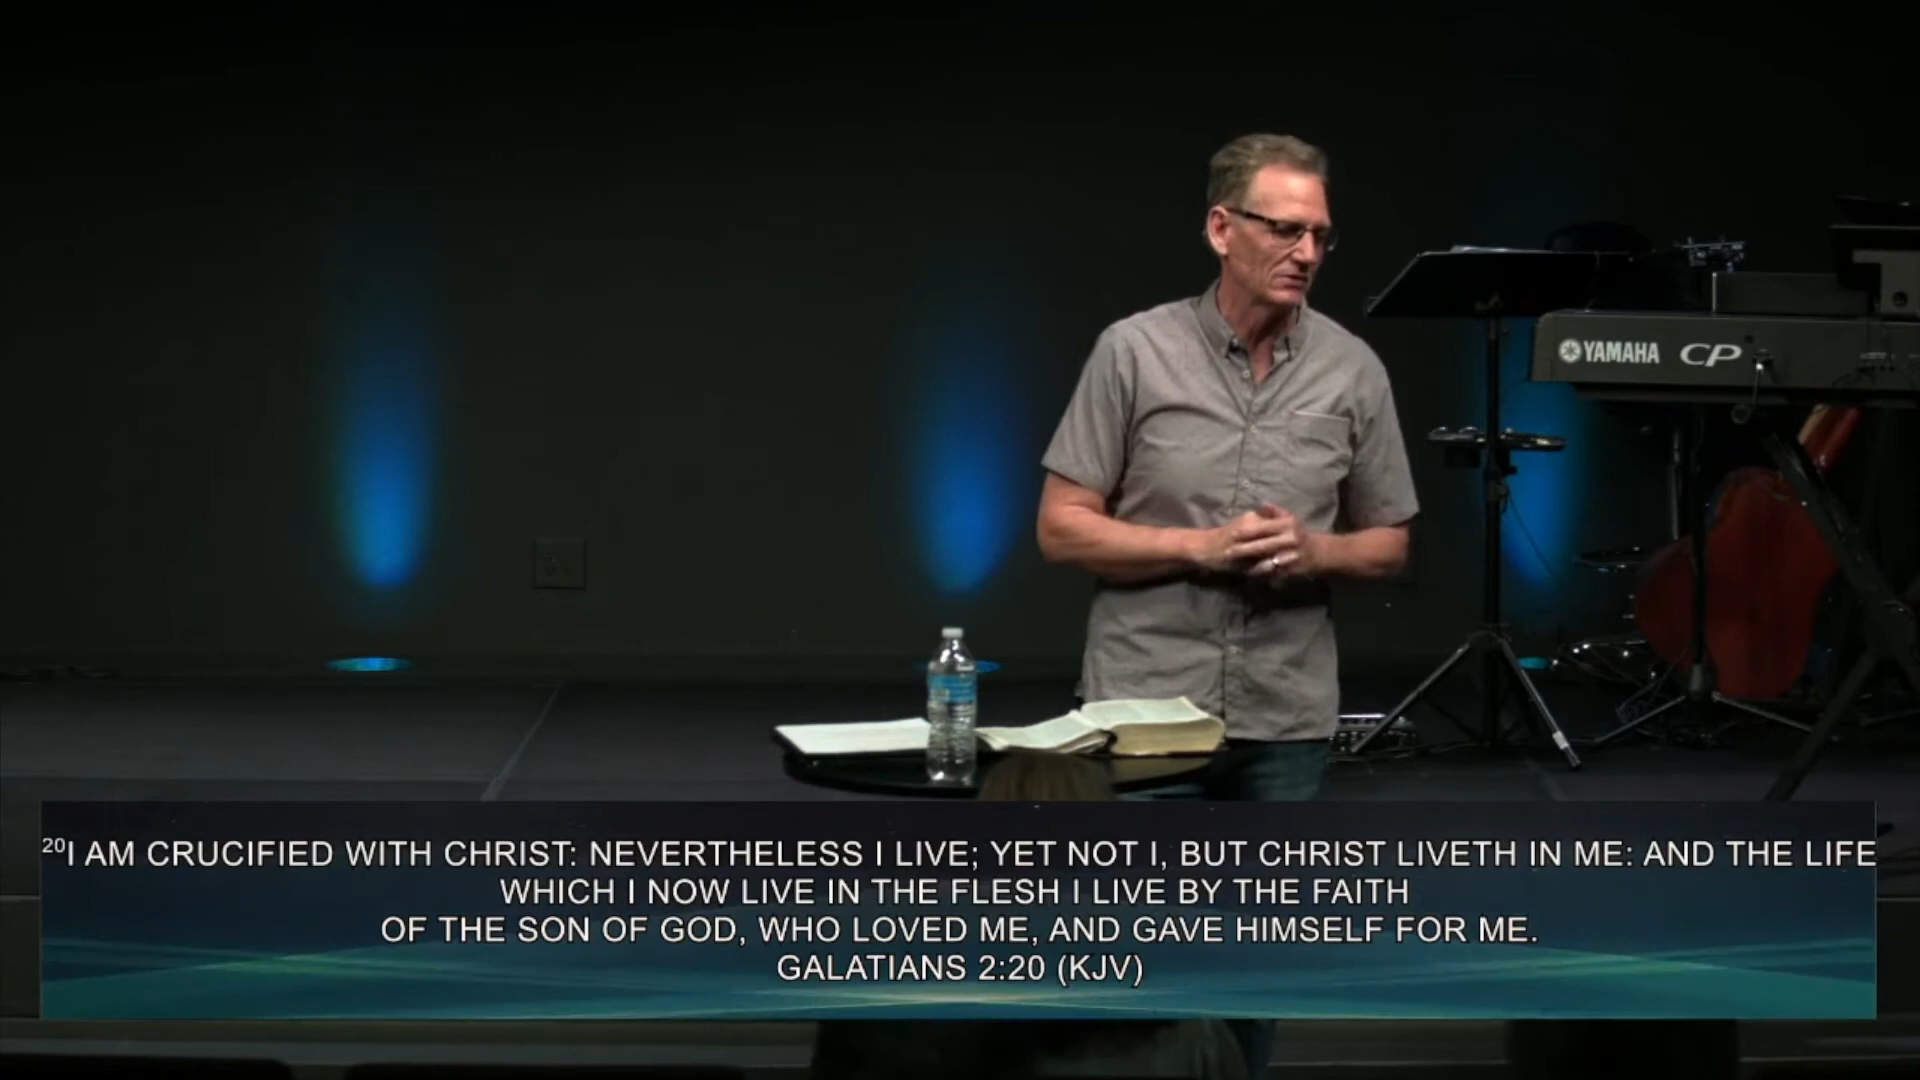 YAMAHA CP
²⁰I AM CRUCIFIED WITH CHRIST: NEVERTHELESS I LIVE; YET NOT I, BUT CHRIST LIVETH IN ME: AND THE LIFE
WHICH I NOW LIVE IN THE FLESH I LIVE BY THE FAITH
OF THE SON OF GOD, WHO LOVED ME, AND GAVE HIMSELF FOR ME.
GALATIANS 2:20 (KJV)